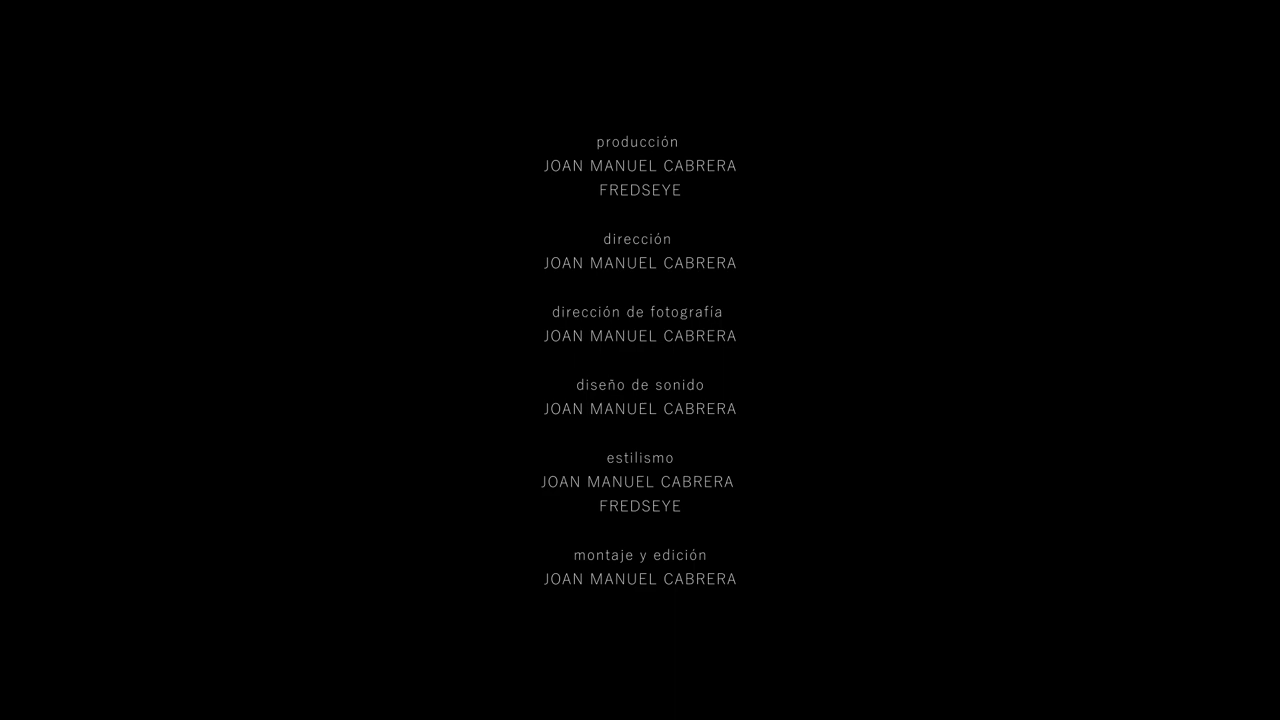 producción
JOAN MANUEL CABRERA
FREDSEYE
dirección
JOAN MANUEL CABRERA
dirección de fotografía
JOAN MANUEL CABRERA
diseño de sonido
JOAN MANUEL CABRERA
estilismo
JOAN MANUEL CABRERA
FREDSEYE
montaje y edición
JOAN MANUEL CABRERA